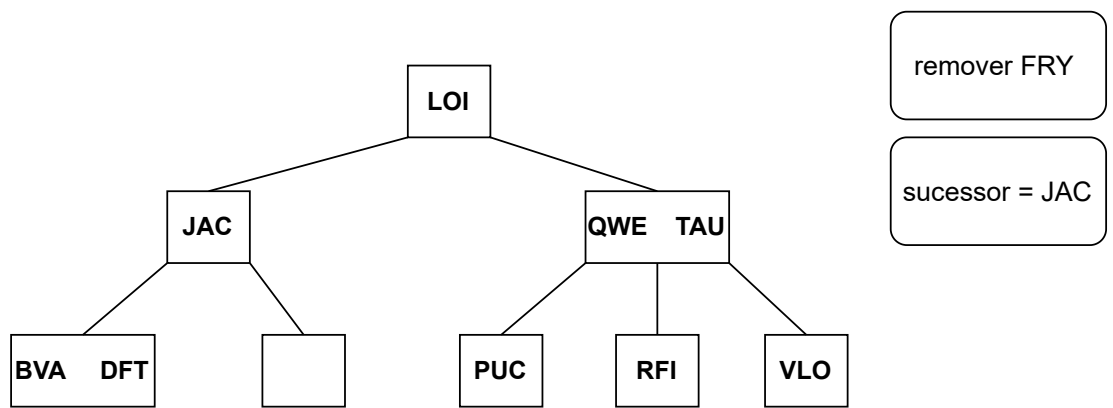 remover FRY
LOI
sucessor = JAC
JAC
QWE TAU
BVA DFT
PUC
RFI
VLO